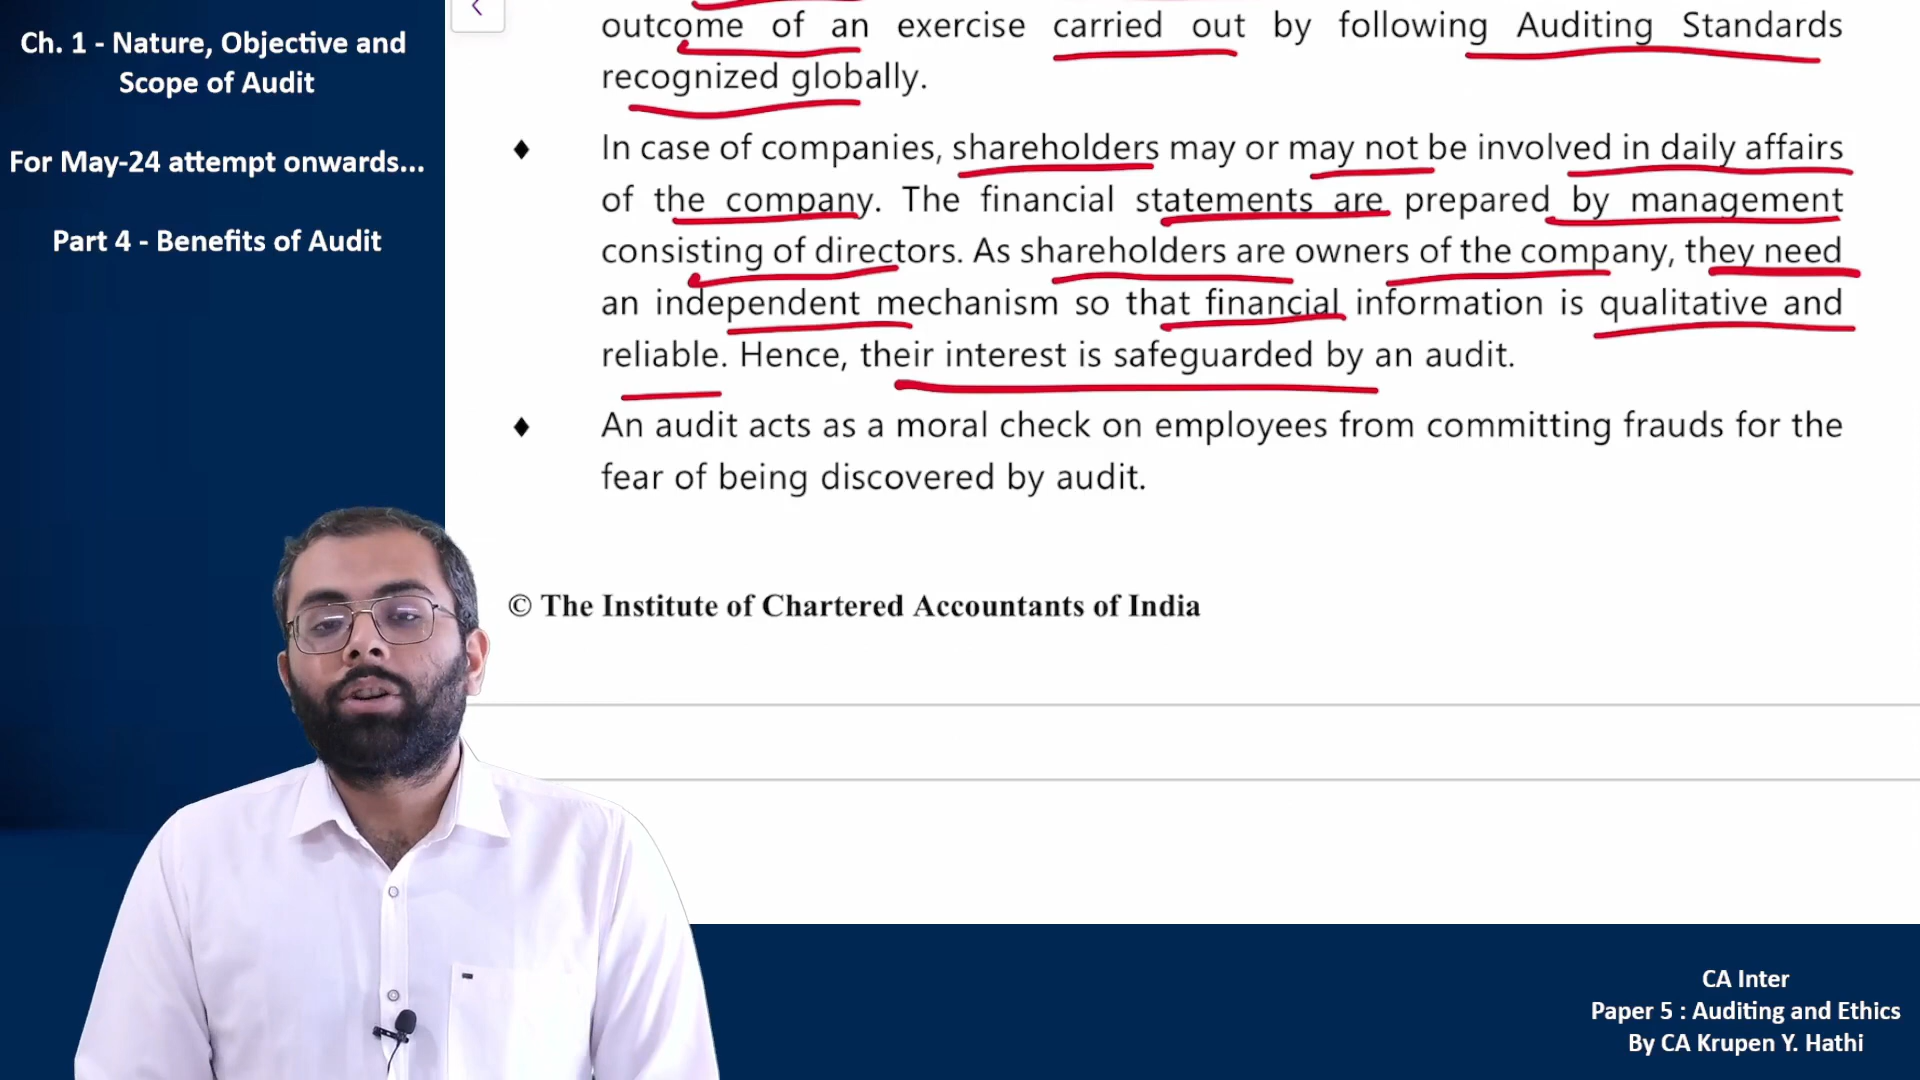 Ch. 1 - Nature, Objective and
Scope of Audit
For May-24 attempt onwards...
Part 4 - Benefits of Audit
outcome of an exercise carried out by following Auditing Standards
recognized globally.
♦ In case of companies, shareholders may or may not be involved in daily affairs
of the company. The financial statements are prepared by management
consisting of directors. As shareholders are owners of the company, they need
an independent mechanism so that financial information is qualitative and
reliable. Hence, their interest is safeguarded by an audit.
♦ An audit acts as a moral check on employees from committing frauds for the
fear of being discovered by audit.
© The Institute of Chartered Accountants of India
CA Inter
Paper 5 : Auditing and Ethics
By CA Krupen Y. Hathi